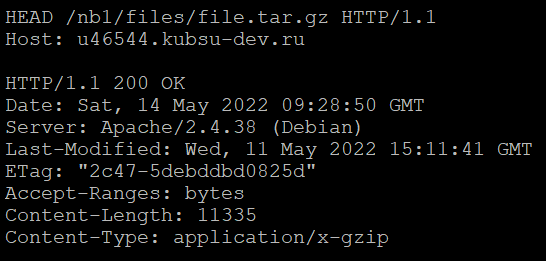 HEAD /nb1/files/file.tar.gz HTTP/1.1
Host: u46544.kubsu-dev.ru

HTTP/1.1 200 OK
Date: Sat, 14 May 2022 09:28:50 GMT
Server: Apache/2.4.38 (Debian)
Last-Modified: Wed, 11 May 2022 15:11:41 GMT
ETag: "2c47-5debddbd0825d"
Accept-Ranges: bytes
Content-Length: 11335
Content-Type: application/x-gzip